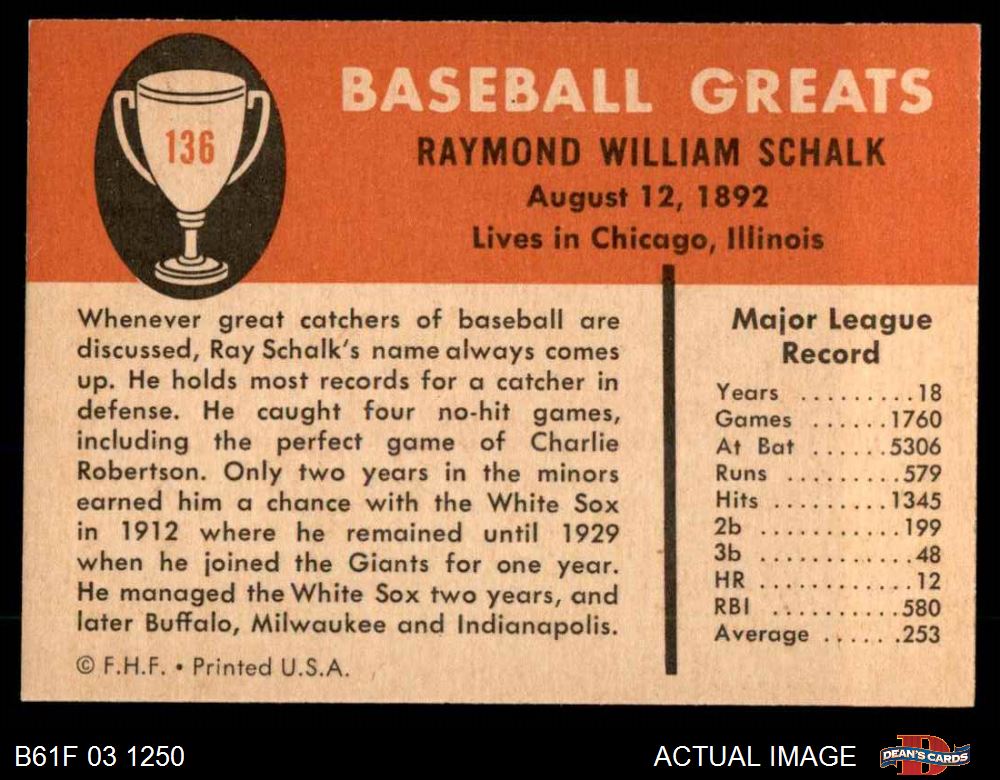 136
BASEBALL GREATS
RAYMOND WILLIAM SCHALK
August 12, 1892
Lives in Chicago, Illinois
Whenever great catchers of baseball are
discussed, Ray Schalk's name always comes
up. He holds most records for a catcher in
defense. He caught four no-hit games,
including the perfect game of Charlie
Robertson. Only two years in the minors
earned him a chance with the White Sox
in 1912 where he remained until 1929
when he joined the Giants for one year.
He managed the White Sox two years, and
later Buffalo, Milwaukee and Indianapolis.
© F.H.F. • Printed U.S.A.
Major League
Record
Years .........18
Games ......1760
At Bat ......5306
Runs .........579
Hits ..........1345
2b ...........199
3b ............48
HR ............12
RBI ..........580
Average ......253
B61F 03 1250
ACTUAL IMAGE
D
DEAN'S CARDS